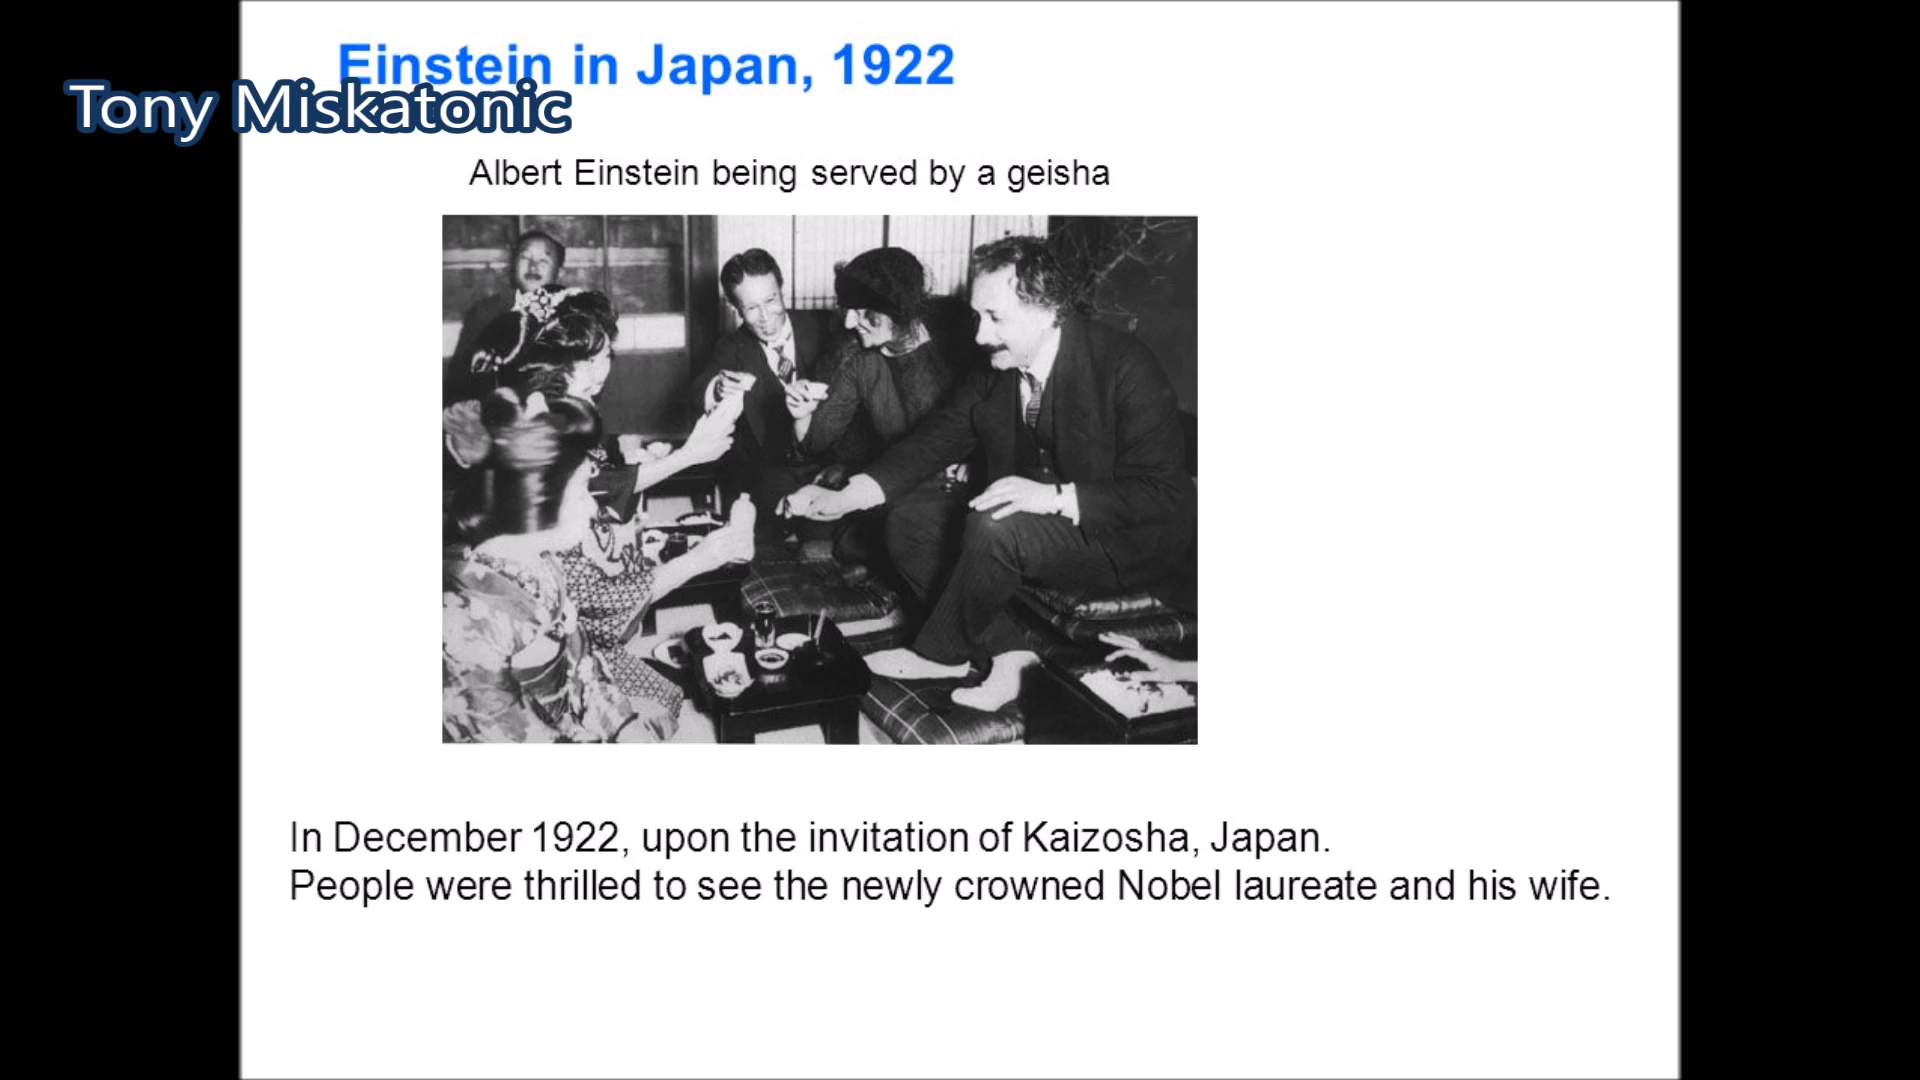 Einstein in Japan, 1922
Tony Miskatonic
Albert Einstein being served by a geisha
In December 1922, upon the invitation of Kaizosha, Japan.
People were thrilled to see the newly crowned Nobel laureate and his wife.